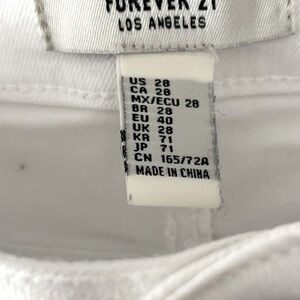 FOREVER 21
LOS ANGELES
US 28
CA 28
MX/ECU 28
BR 28
EU 40
UK 28
KR 71
JP 71
CN 165/72A
MADE IN CHINA